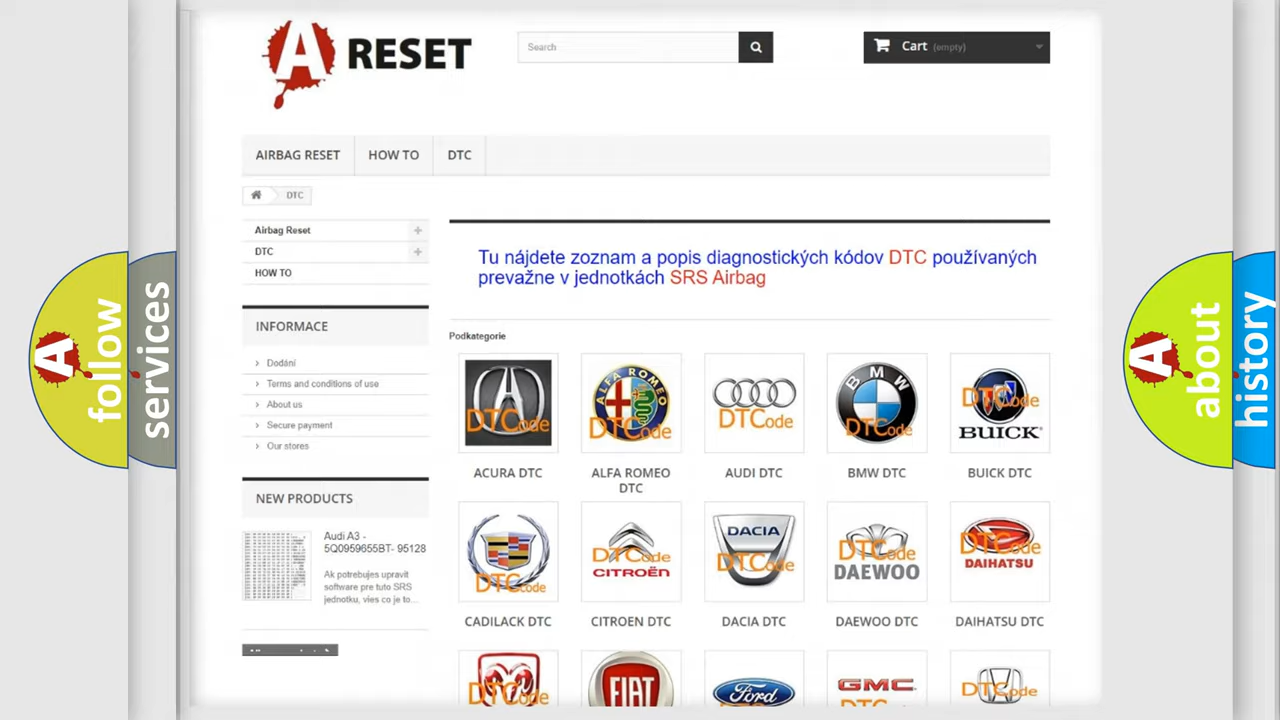 A RESET
Search
Cart (empty)
AIRBAG RESET
HOW TO
DTC
DTC
Airbag Reset
DTC
HOW TO
INFORMACE
Dodání
Terms and conditions of use
About us
Secure payment
Our stores
NEW PRODUCTS
Audi A3 -
5Q0959655BT- 95128
Ak potrebujes upravit
software pre tuto SRS
jednotku, vies co je to...
Tu nájdete zoznam a popis diagnostických kódov DTC používaných
prevažne v jednotkách SRS Airbag
Podkategorie
DTCode
ALFA ROMEO
DTCode
DTCode
BMW
DTCode
DTCode
BUICK
ACURA DTC
ALFA ROMEO
DTC
AUDI DTC
BMW DTC
BUICK DTC
DTCode
DTCode
CITROËN
DACIA
DTCode
DTCode
DAEWOO
DTCode
DAIHATSU
CADILACK DTC
CITROEN DTC
DACIA DTC
DAEWOO DTC
DAIHATSU DTC
DTCode
FIAT
Ford
GMC
DTCode
A follow
services
A about
history